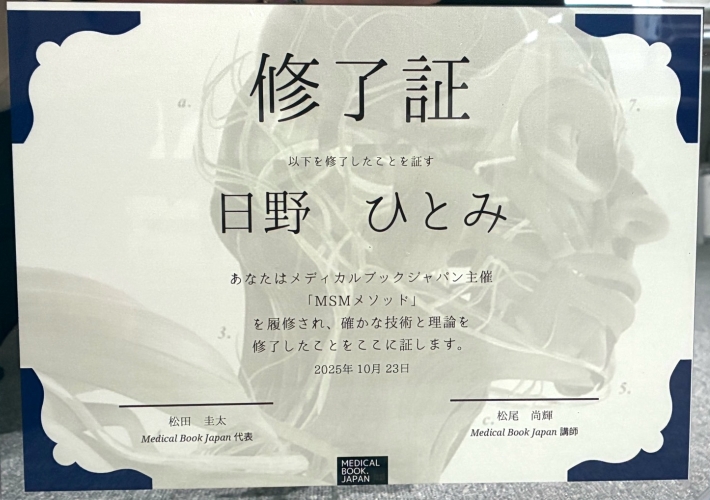 修了証
a.
7.
以下を修了したことを証す
日野 ひとみ
あなたはメディカルブックジャパン主催
「MSMメソッド」
を履修され、確かな技術と理論を
3.
修了したことをここに証します。
2025年 10月 23日
5.
松田 圭太
Medical Book Japan 代表
c.
松尾 尚輝
Medical Book Japan 講師
MEDICAL
BOOK.
JAPAN